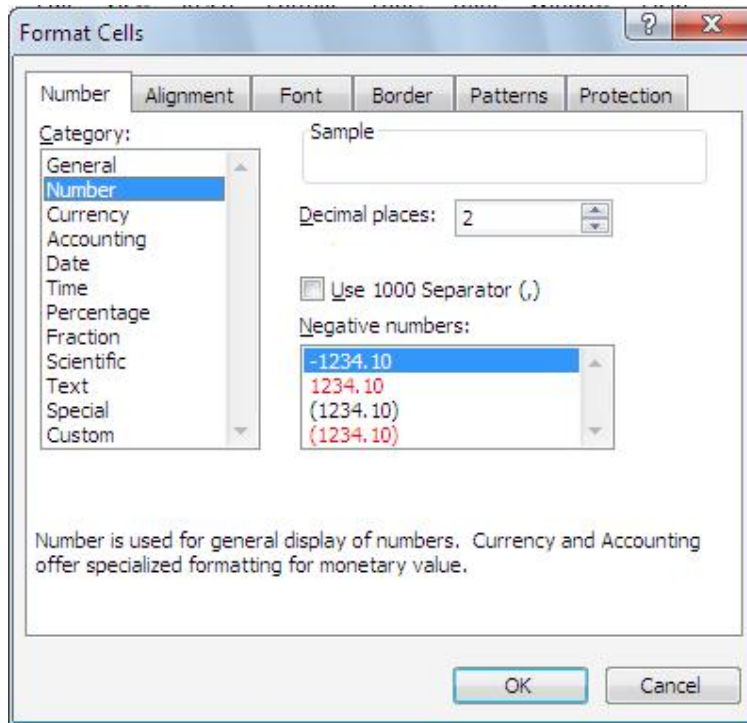 Format Cells
?
X
Number Alignment Font Border Patterns Protection
Category:
General
Number
Currency
Accounting
Date
Time
Percentage
Fraction
Scientific
Text
Special
Custom
Sample
Decimal places: 2
Use 1000 Separator (,)
Negative numbers:
-1234.10
1234.10
(1234.10)
(1234.10)
Number is used for general display of numbers. Currency and Accounting
offer specialized formatting for monetary value.
OK Cancel